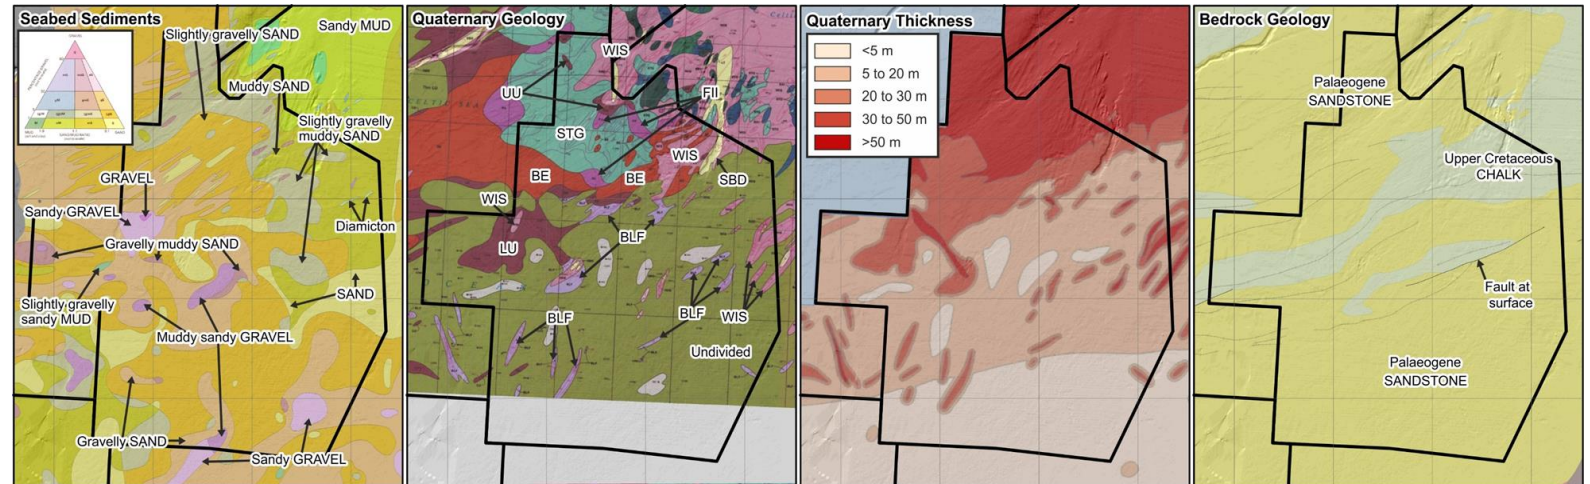 Seabed Sediments
Slightly gravelly SAND
Sandy MUD
Muddy SAND
Slightly gravelly
muddy SAND
GRAVEL
Sandy GRAVEL
Diamicton
Gravelly muddy SAND
SAND
Slightly gravelly
sandy MUD
Muddy sandy GRAVEL
Gravelly SAND
Sandy GRAVEL
Quaternary Geology
WIS
UU
FII
STG
WIS
BE
BE
SBD
WIS
LU
BLF
BLF
BLF
WIS
Undivided
Quaternary Thickness
<5 m
5 to 20 m
20 to 30 m
30 to 50 m
>50 m
Bedrock Geology
Palaeogene
SANDSTONE
Upper Cretaceous
CHALK
Fault at
surface
Palaeogene
SANDSTONE